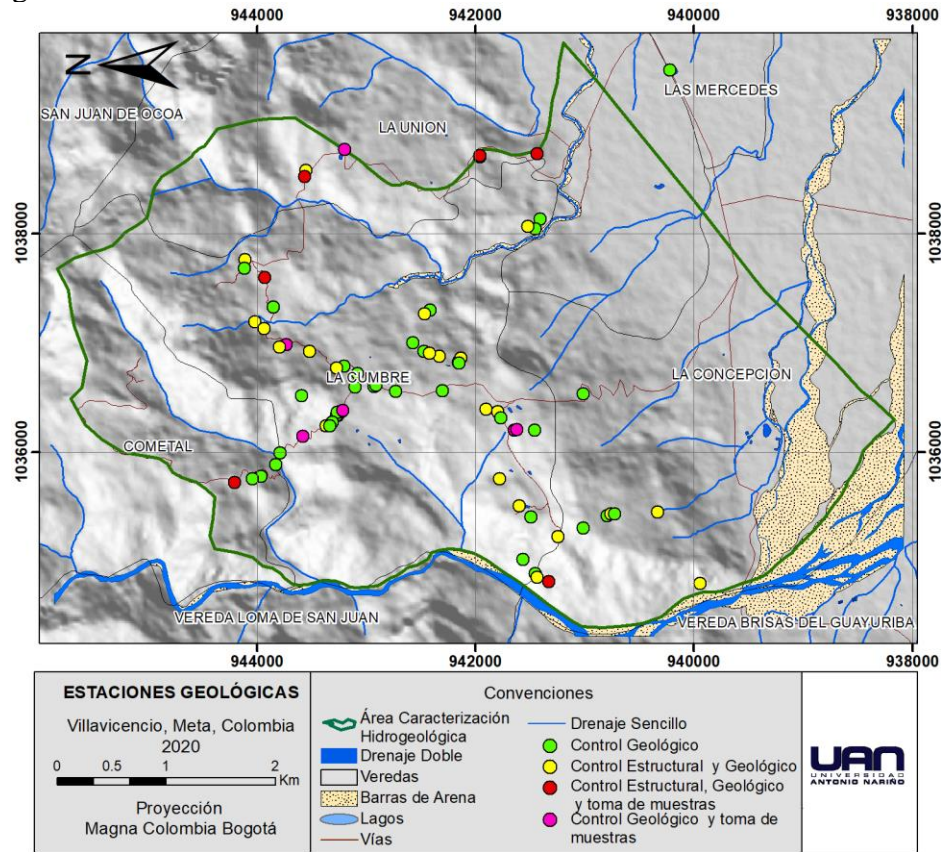 944000 942000 940000 938000
N
LAS MERCEDES
SAN JUAN DE OCOA
LA UNION
1038000 1038000
LA CUMBRE
LA CONCEPCION
COMETAL
1036000 1036000
VEREDA LOMA DE SAN JUAN
VEREDA BRISAS DEL GUAYURIBA
944000 942000 940000 938000
ESTACIONES GEOLÓGICAS
Villavicencio, Meta, Colombia
2020
0 0.5 1 2
Km
Proyección
Magna Colombia Bogotá
Convenciones
Área Caracterización
Hidrogeológica
Drenaje Doble
Veredas
Barras de Arena
Lagos
Vías
Drenaje Sencillo
Control Geológico
Control Estructural y Geológico
Control Estructural, Geológico
y toma de muestras
Control Geológico y toma de
muestras
UAN
UNIVERSIDAD
ANTONIO NARIÑO